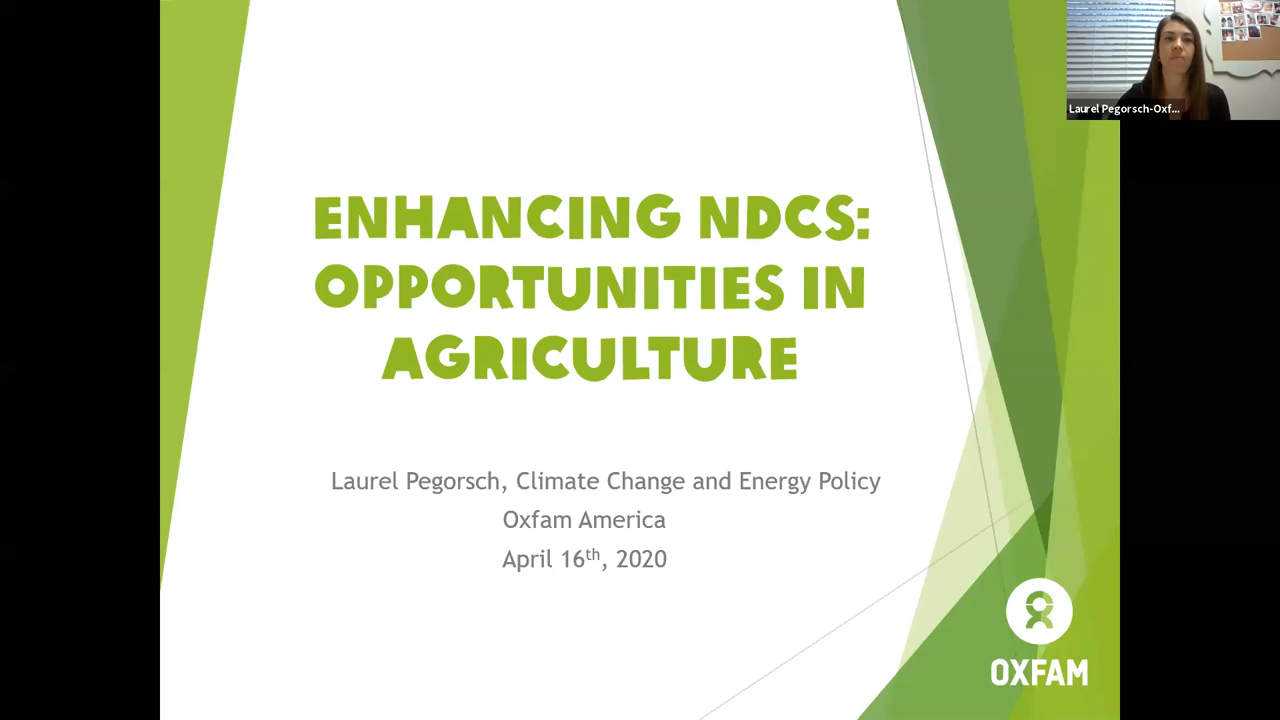 Laurel Pegorsch-Oxf...
ENHANCING NDCS:
OPPORTUNITIES IN
AGRICULTURE
Laurel Pegorsch, Climate Change and Energy Policy
Oxfam America
April 16th, 2020
OXFAM